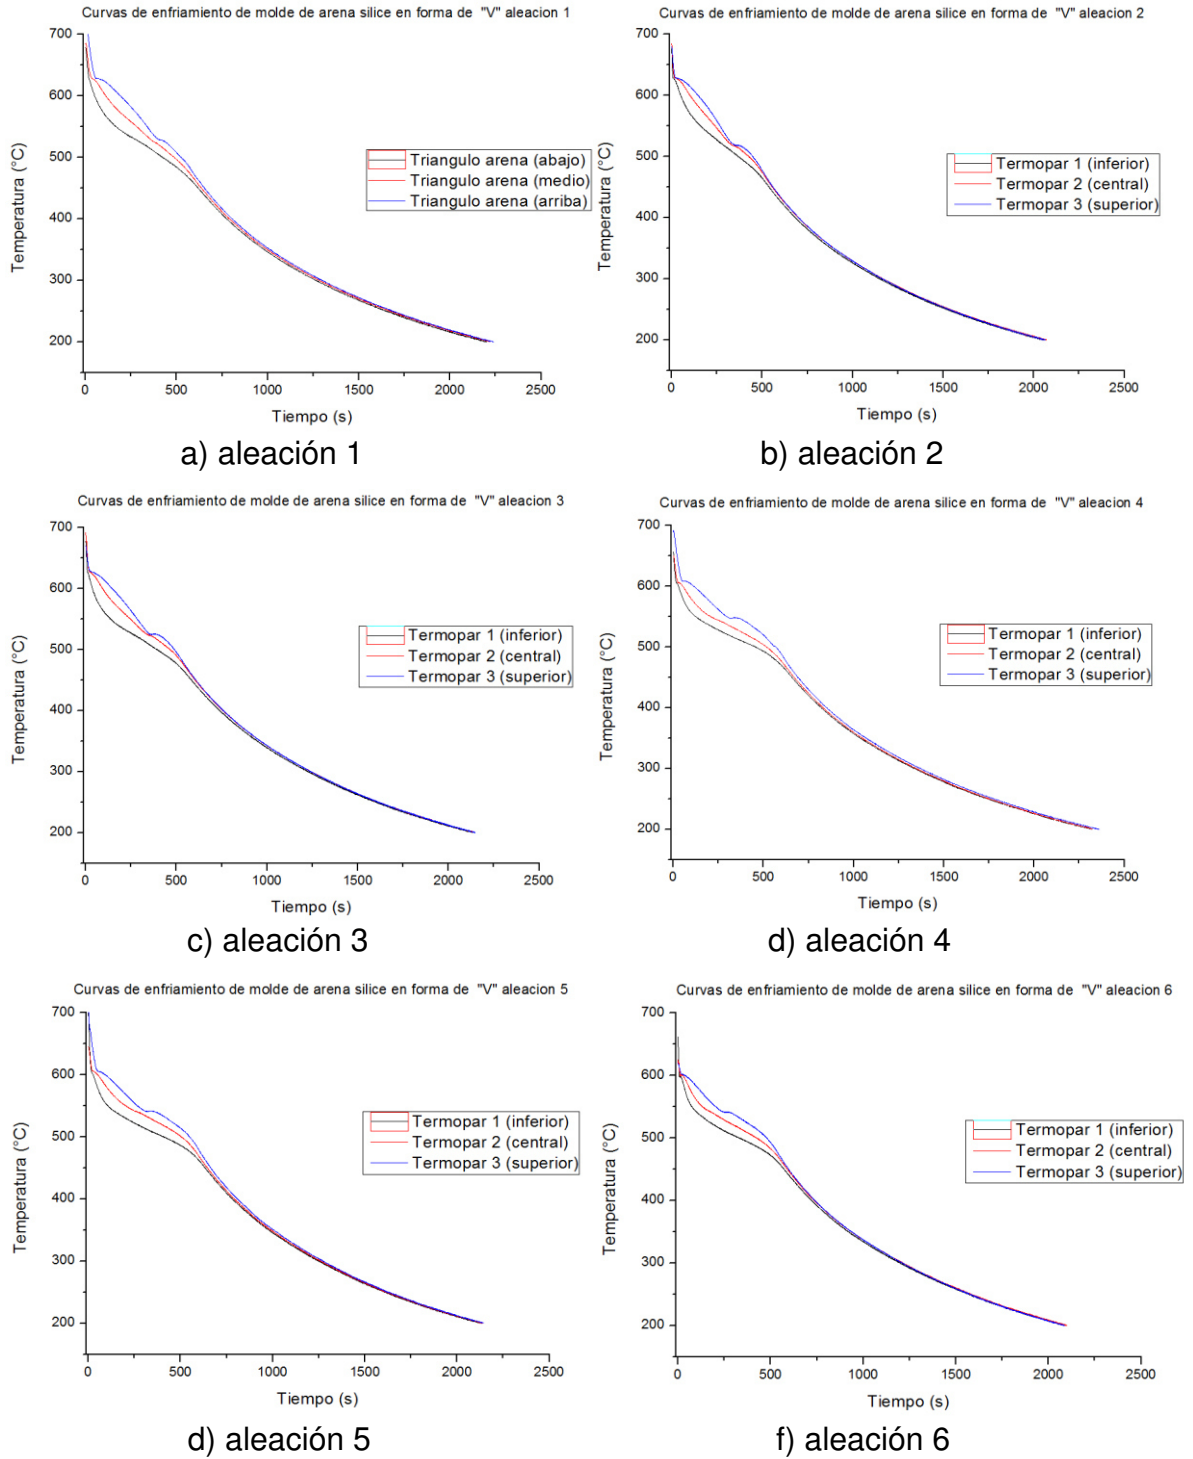 Curvas de enfriamiento de molde de arena silice en forma de "V" aleacion 1
Temperatura (°C)
700
600
500
400
300
200
Triangulo arena (abajo)
Triangulo arena (medio)
Triangulo arena (arriba)
0 500 1000 1500 2000 2500
Tiempo (s)
a) aleación 1
Curvas de enfriamiento de molde de arena silice en forma de "V" aleacion 2
Temperatura (°C)
700
600
500
400
300
200
Termopar 1 (inferior)
Termopar 2 (central)
Termopar 3 (superior)
0 500 1000 1500 2000 2500
Tiempo (s)
b) aleación 2
Curvas de enfriamiento de molde de arena silice en forma de "V" aleacion 3
Temperatura (°C)
700
600
500
400
300
200
Termopar 1 (inferior)
Termopar 2 (central)
Termopar 3 (superior)
0 500 1000 1500 2000 2500
Tiempo (s)
c) aleación 3
Curvas de enfriamiento de molde de arena silice en forma de "V" aleacion 4
Temperatura (°C)
700
600
500
400
300
200
Termopar 1 (inferior)
Termopar 2 (central)
Termopar 3 (superior)
0 500 1000 1500 2000 2500
Tiempo (s)
d) aleación 4
Curvas de enfriamiento de molde de arena silice en forma de "V" aleacion 5
Temperatura (°C)
700
600
500
400
300
200
Termopar 1 (inferior)
Termopar 2 (central)
Termopar 3 (superior)
0 500 1000 1500 2000 2500
Tiempo (s)
d) aleación 5
Curvas de enfriamiento de molde de arena silice en forma de "V" aleacion 6
Temperatura (°C)
700
600
500
400
300
200
Termopar 1 (inferior)
Termopar 2 (central)
Termopar 3 (superior)
0 500 1000 1500 2000 2500
Tiempo (s)
f) aleación 6